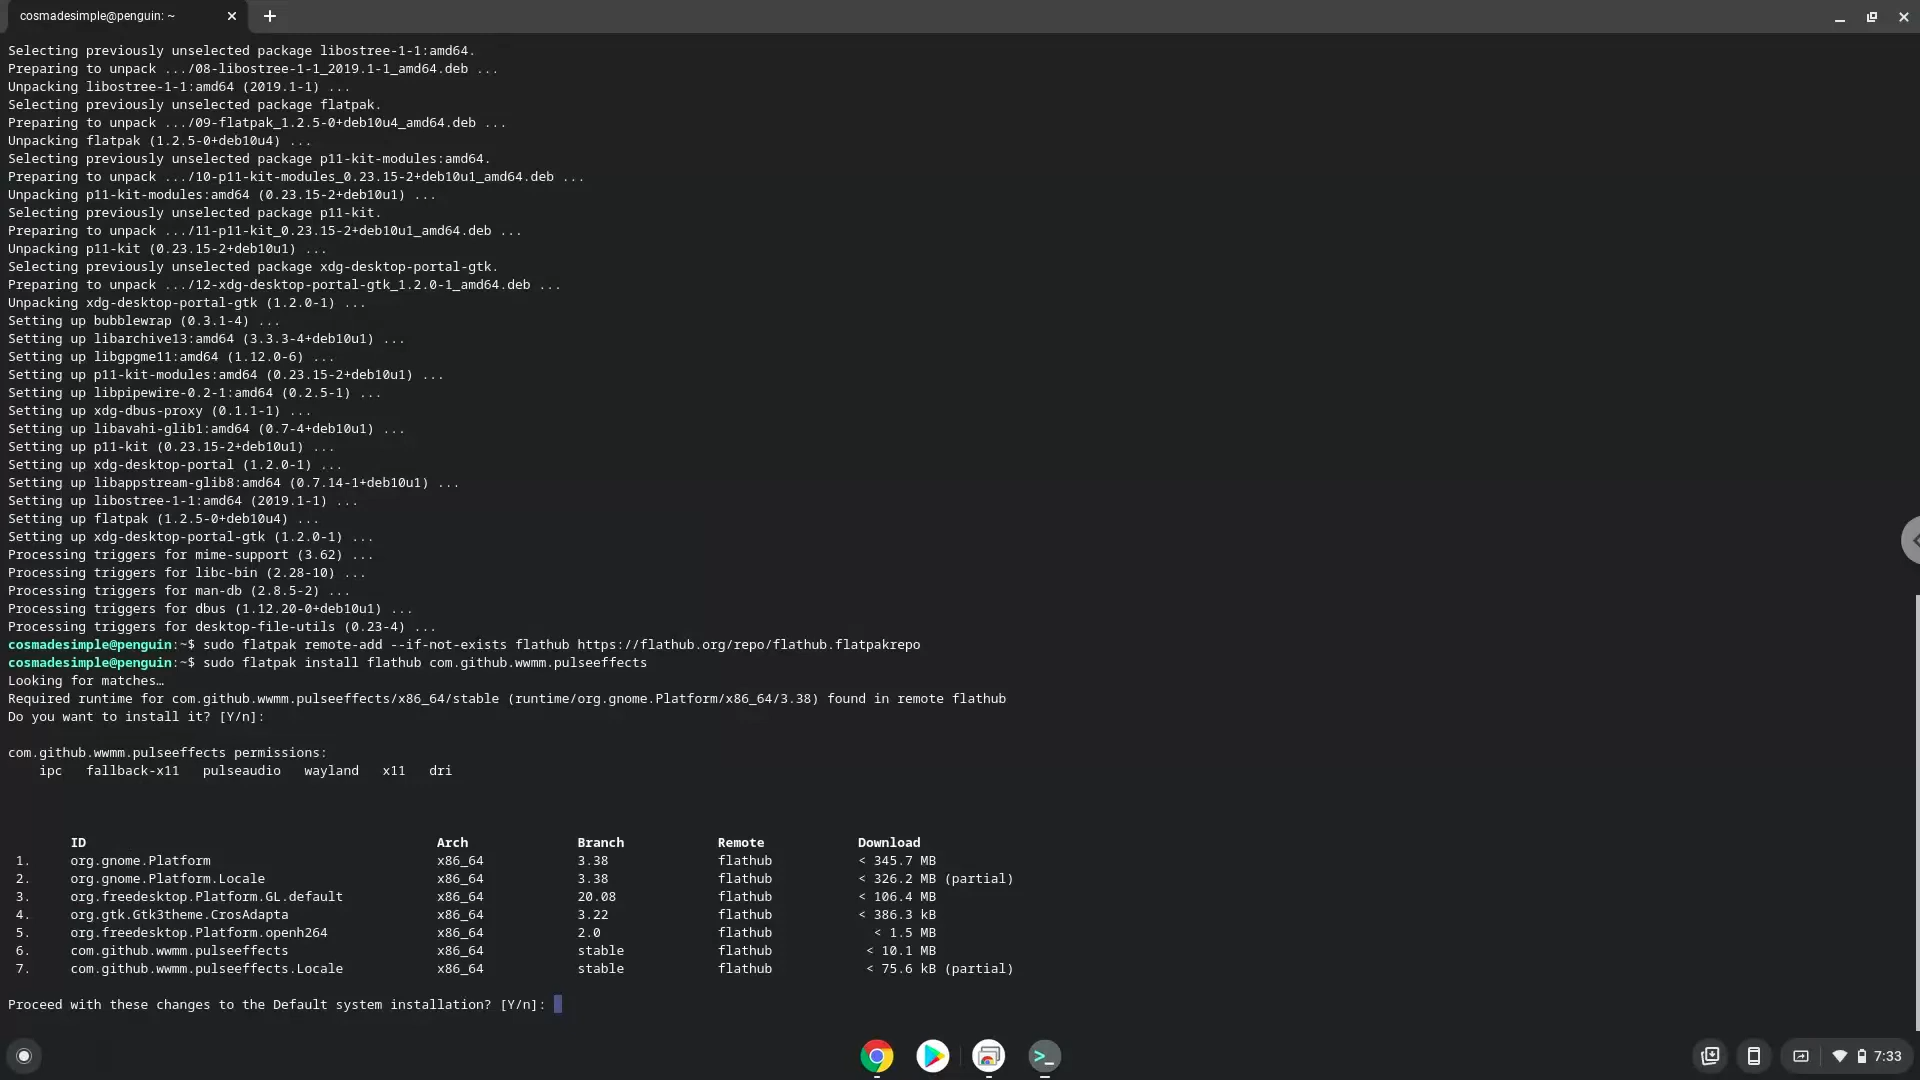 cosmadesimple@penguin: ~
Selecting previously unselected package libostree-1-1:amd64.
Preparing to unpack .../08-libostree-1-1_2019.1-1_amd64.deb ...
Unpacking libostree-1-1:amd64 (2019.1-1) ...
Selecting previously unselected package flatpak.
Preparing to unpack .../09-flatpak_1.2.5-0+deb10u4_amd64.deb ...
Unpacking flatpak (1.2.5-0+deb10u4) ...
Selecting previously unselected package p11-kit-modules:amd64.
Preparing to unpack .../10-p11-kit-modules_0.23.15-2+deb10u1_amd64.deb ...
Unpacking p11-kit-modules:amd64 (0.23.15-2+deb10u1) ...
Selecting previously unselected package p11-kit.
Preparing to unpack .../11-p11-kit_0.23.15-2+deb10u1_amd64.deb ...
Unpacking p11-kit (0.23.15-2+deb10u1) ...
Selecting previously unselected package xdg-desktop-portal-gtk.
Preparing to unpack .../12-xdg-desktop-portal-gtk_1.2.0-1_amd64.deb ...
Unpacking xdg-desktop-portal-gtk (1.2.0-1) ...
Setting up bubblewrap (0.3.1-4) ...
Setting up libarchive13:amd64 (3.3.3-4+deb10u1) ...
Setting up libgpgme11:amd64 (1.12.0-6) ...
Setting up p11-kit-modules:amd64 (0.23.15-2+deb10u1) ...
Setting up libpipewire-0.2-1:amd64 (0.2.5-1) ...
Setting up xdg-dbus-proxy (0.1.1-1) ...
Setting up libavahi-glib1:amd64 (0.7-4+deb10u1) ...
Setting up p11-kit (0.23.15-2+deb10u1) ...
Setting up xdg-desktop-portal (1.2.0-1) ...
Setting up libappstream-glib8:amd64 (0.7.14-1+deb10u1) ...
Setting up libostree-1-1:amd64 (2019.1-1) ...
Setting up flatpak (1.2.5-0+deb10u4) ...
Setting up xdg-desktop-portal-gtk (1.2.0-1) ...
Processing triggers for mime-support (3.62) ...
Processing triggers for libc-bin (2.28-10) ...
Processing triggers for man-db (2.8.5-2) ...
Processing triggers for dbus (1.12.20-0+deb10u1) ...
Processing triggers for desktop-file-utils (0.23-4) ...
cosmadesimple@penguin:~$ sudo flatpak remote-add --if-not-exists flathub https://flathub.org/repo/flathub.flatpakrepo
cosmadesimple@penguin:~$ sudo flatpak install flathub com.github.wwmm.pulseeffects
Looking for matches…
Required runtime for com.github.wwmm.pulseeffects/x86_64/stable (runtime/org.gnome.Platform/x86_64/3.38) found in remote flathub
Do you want to install it? [Y/n]:
com.github.wwmm.pulseeffects permissions:
ipc fallback-x11 pulseaudio wayland x11 dri
ID Arch Branch Remote Download
1. org.gnome.Platform x86_64 3.38 flathub < 345.7 MB
2. org.gnome.Platform.Locale x86_64 3.38 flathub < 326.2 MB (partial)
3. org.freedesktop.Platform.GL.default x86_64 20.08 flathub < 106.4 MB
4. org.gtk.Gtk3theme.CrosAdapta x86_64 3.22 flathub < 386.3 kB
5. org.freedesktop.Platform.openh264 x86_64 2.0 flathub < 1.5 MB
6. com.github.wwmm.pulseeffects x86_64 stable flathub < 10.1 MB
7. com.github.wwmm.pulseeffects.Locale x86_64 stable flathub < 75.6 kB (partial)
Proceed with these changes to the Default system installation? [Y/n]:
7:33